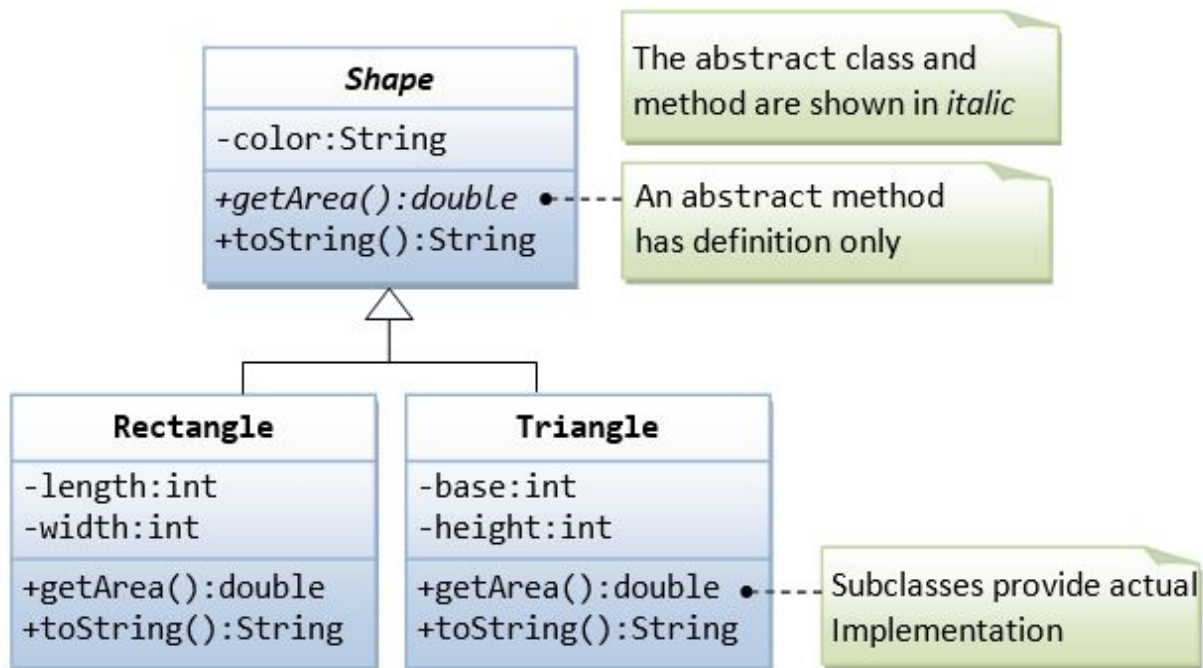 Shape
-color:String
+getArea():double
+toString():String
The abstract class and
method are shown in italic
An abstract method
has definition only
Rectangle
-length:int
-width:int
+getArea():double
+toString():String
Triangle
-base:int
-height:int
+getArea():double
+toString():String
Subclasses provide actual
Implementation